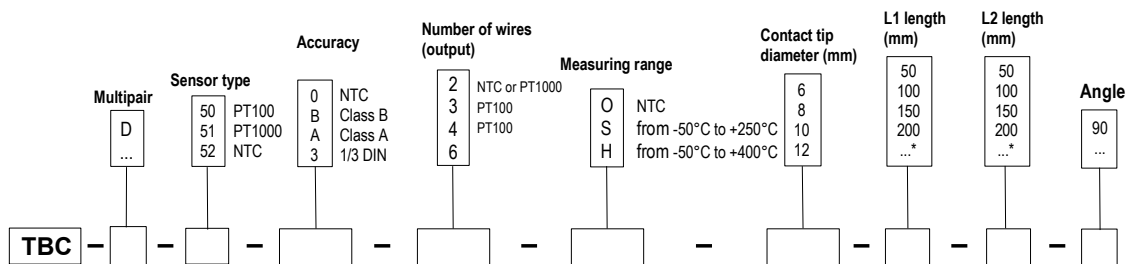 Multipair
D
...
Sensor type
50 PT100
51 PT1000
52 NTC
Accuracy
0 NTC
B Class B
A Class A
3 1/3 DIN
Number of wires
(output)
2 NTC or PT1000
3 PT100
4 PT100
6
Measuring range
O NTC
S from -50°C to +250°C
H from -50°C to +400°C
Contact tip
diameter (mm)
6
8
10
12
L1 length
(mm)
50
100
150
200
...*
L2 length
(mm)
50
100
150
200
...*
Angle
90
...
TBC - - - - - - - - -